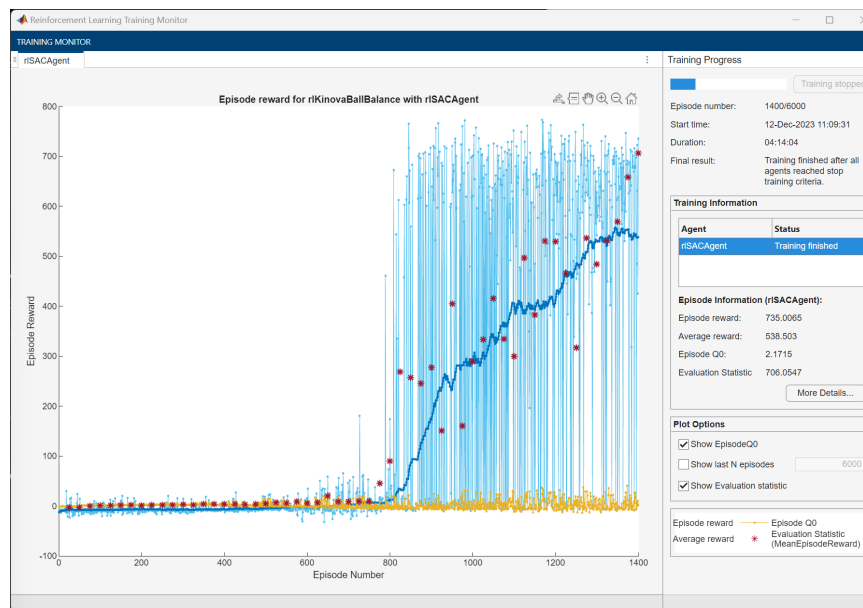 Reinforcement Learning Training Monitor
TRAINING MONITOR
rlSACAgent
Episode reward for rlKinovaBallBalance with rlSACAgent
800
700
600
500
400
300
200
100
0
-100
0
200
400
600
800
1000
1200
1400
Episode Reward
Episode Number
Training Progress
Training stopped
Episode number: 1400/6000
Start time: 12-Dec-2023 11:09:31
Duration: 04:14:04
Final result: Training finished after all
agents reached stop
training criteria.
Training Information
Agent Status
rlSACAgent Training finished
Episode Information (rlSACAgent):
Episode reward: 735.0065
Average reward: 538.503
Episode Q0: 2.1715
Evaluation Statistic 706.0547
More Details...
Plot Options
Show EpisodeQ0
Show last N episodes 6000
Show Evaluation statistic
Episode reward Episode Q0
Average reward Evaluation Statistic
(MeanEpisodeReward)